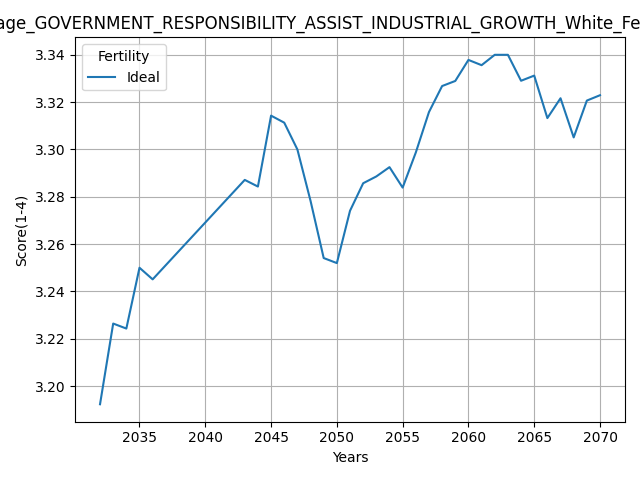 age_GOVERNMENT_RESPONSIBILITY_ASSIST_INDUSTRIAL_GROWTH_White_Fe
Fertility
Ideal
Score(1-4)
3.34
3.32
3.30
3.28
3.26
3.24
3.22
3.20
2035 2040 2045 2050 2055 2060 2065 2070
Years